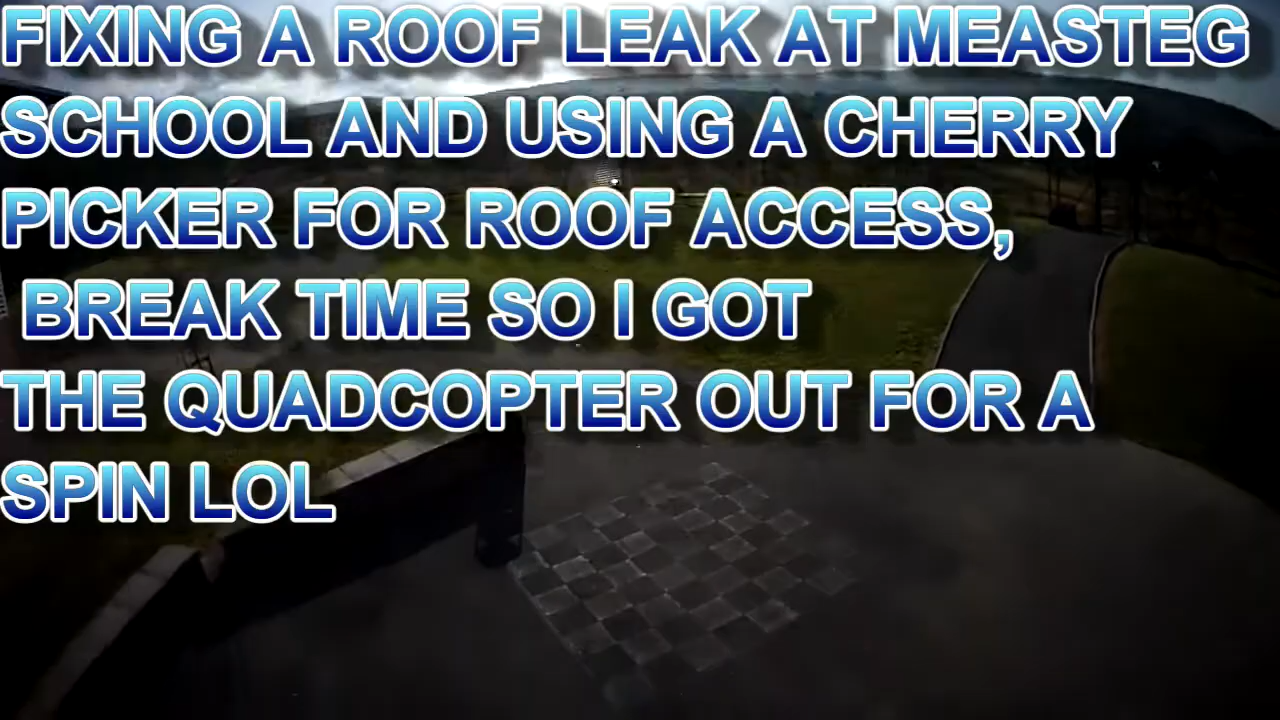 FIXING A ROOF LEAK AT MEASTEG
SCHOOL AND USING A CHERRY
PICKER FOR ROOF ACCESS,
BREAK TIME SO I GOT
THE QUADCOPTER OUT FOR A
SPIN LOL